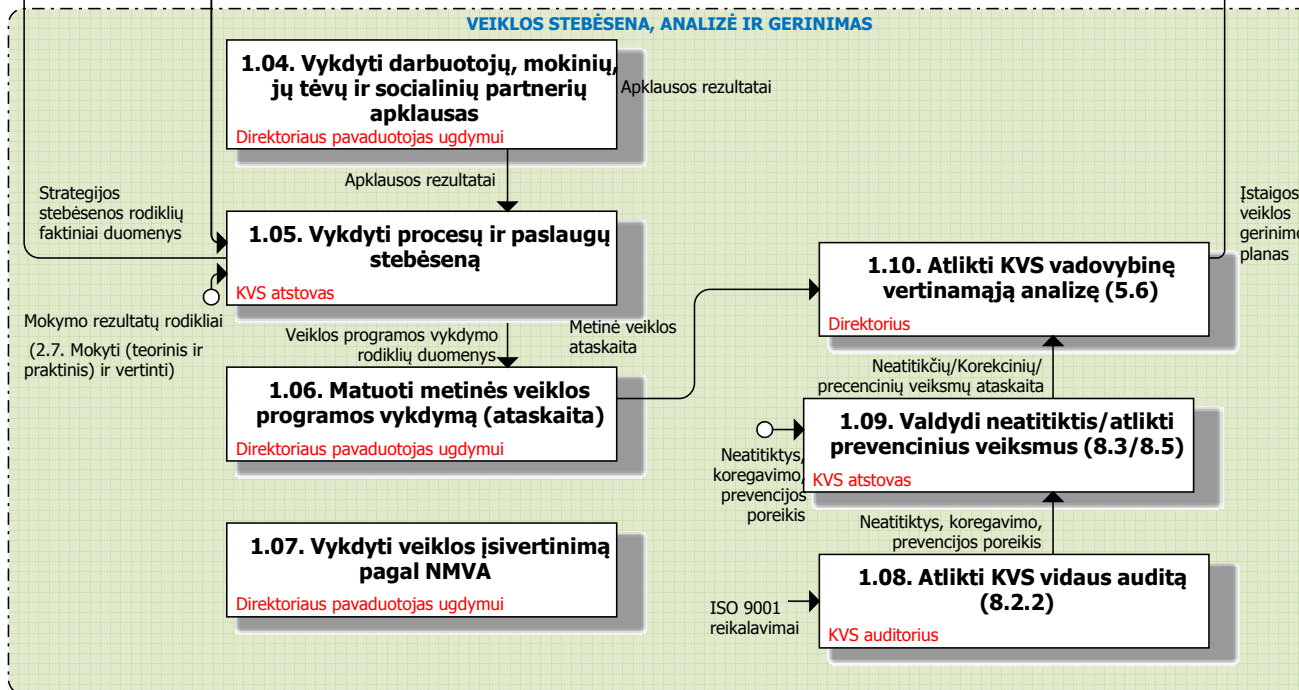 VEIKLOS STEBĖSENA, ANALIZĖ IR GERINIMAS
1.04. Vykdyti darbuotojų, mokinių,
jų tėvų ir socialinių partnerių
apklausas
Direktoriaus pavaduotojas ugdymui
Apklausos rezultatai
Apklausos rezultatai
Strategijos
stebėsenos rodiklių
faktiniai duomenys
1.05. Vykdyti procesų ir paslaugų
stebėseną
KVS atstovas
Mokymo rezultatų rodikliai
(2.7. Mokyti (teorinis ir
praktinis) ir vertinti)
Veiklos programos vykdymo
rodiklių duomenys
Metinė veiklos
ataskaita
1.06. Matuoti metinės veiklos
programos vykdymą (ataskaita)
Direktoriaus pavaduotojas ugdymui
1.07. Vykdyti veiklos įsivertinimą
pagal NMVA
Direktoriaus pavaduotojas ugdymui
Įstaigos
veiklos
gerinimo
planas
1.10. Atlikti KVS vadovybinę
vertinamąją analizę (5.6)
Direktorius
Neatitikčių/Korekcinių/
precencinių veiksmų ataskaita
1.09. Valdydi neatitiktis/atlikti
prevencinius veiksmus (8.3/8.5)
KVS atstovas
Neatitiktys,
koregavimo,
prevencijos
poreikis
Neatitiktys, koregavimo,
prevencijos poreikis
1.08. Atlikti KVS vidaus auditą
(8.2.2)
KVS auditorius
ISO 9001
reikalavimai